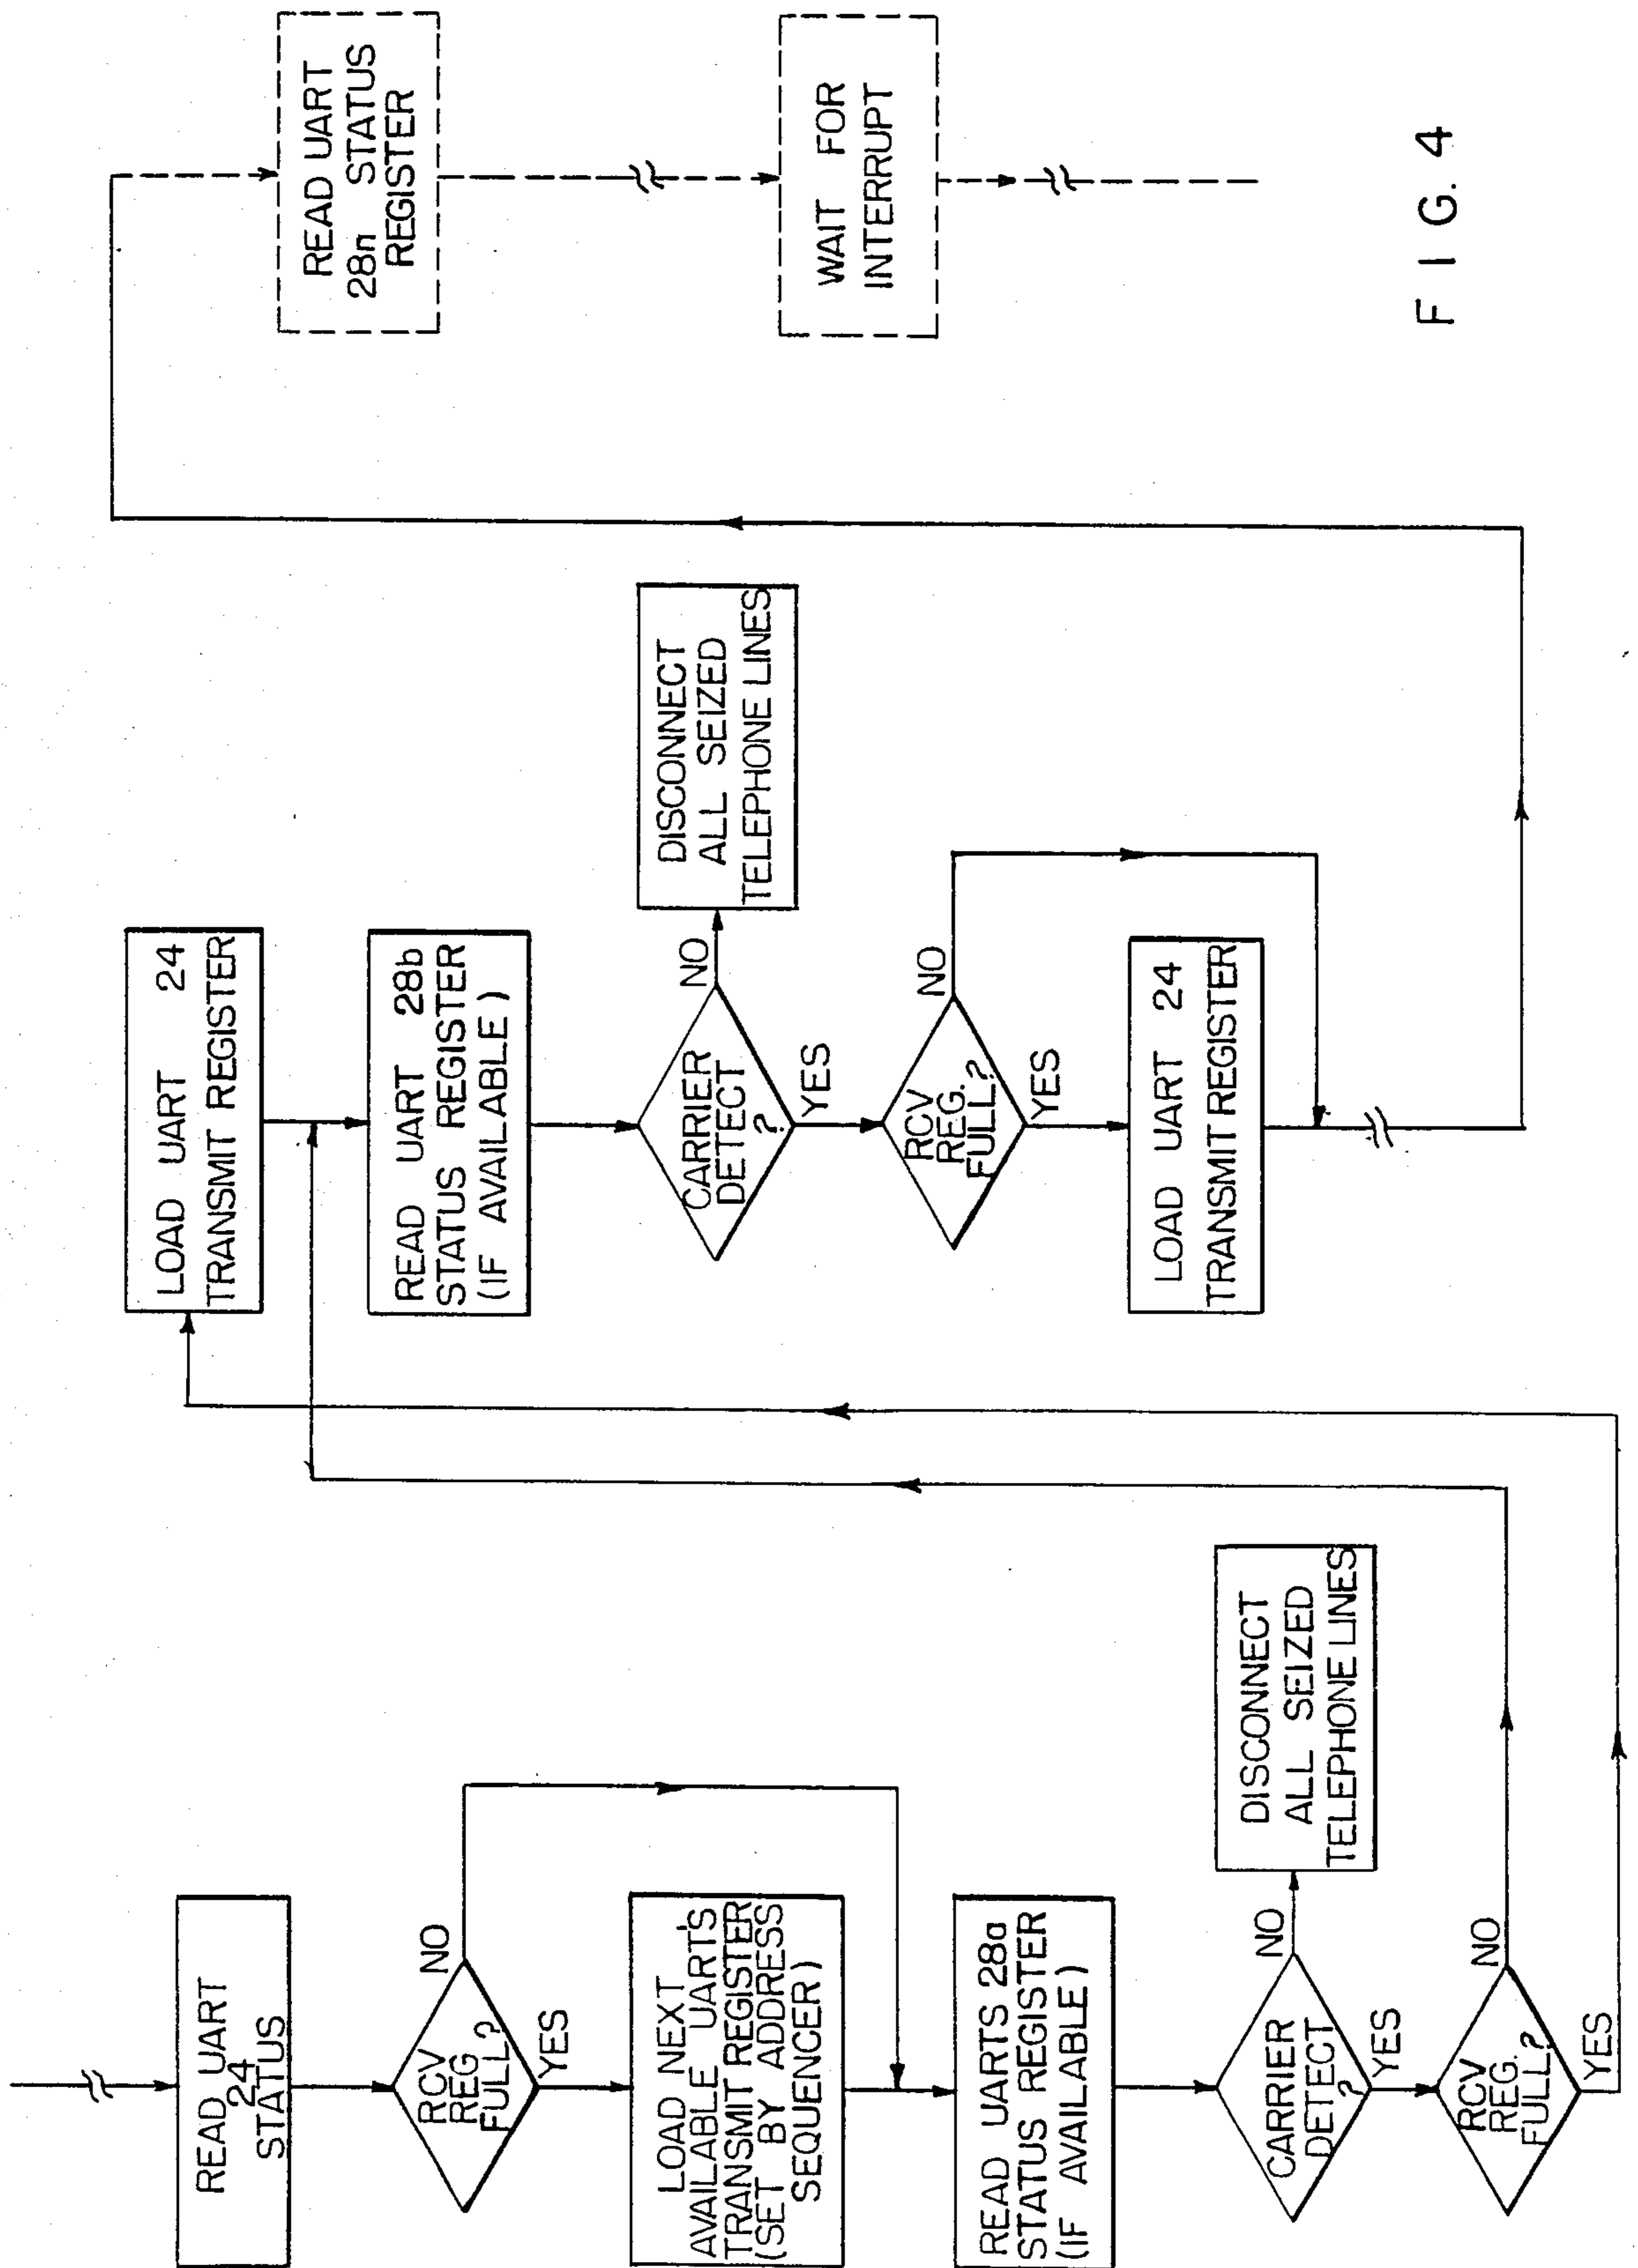 READ UART
24
STATUS
RCV
REG
FULL?
NO
YES
LOAD NEXT
AVAILABLE UART'S
TRANSMIT REGISTER
(SET BY ADDRESS
SEQUENCER)
READ UARTS 28a
STATUS REGISTER
(IF AVAILABLE)
CARRIER
DETECT
?
NO
YES
DISCONNECT
ALL SEIZED
TELEPHONE LINES
RCV
REG.
FULL?
NO
YES
LOAD UART 24
TRANSMIT REGISTER
READ UART 28b
STATUS REGISTER
(IF AVAILABLE)
CARRIER
DETECT
?
NO
YES
DISCONNECT
ALL SEIZED
TELEPHONE LINES
RCV
REG.
FULL?
NO
YES
LOAD UART 24
TRANSMIT REGISTER
READ UART
28n STATUS
REGISTER
WAIT FOR
INTERRUPT
FIG. 4